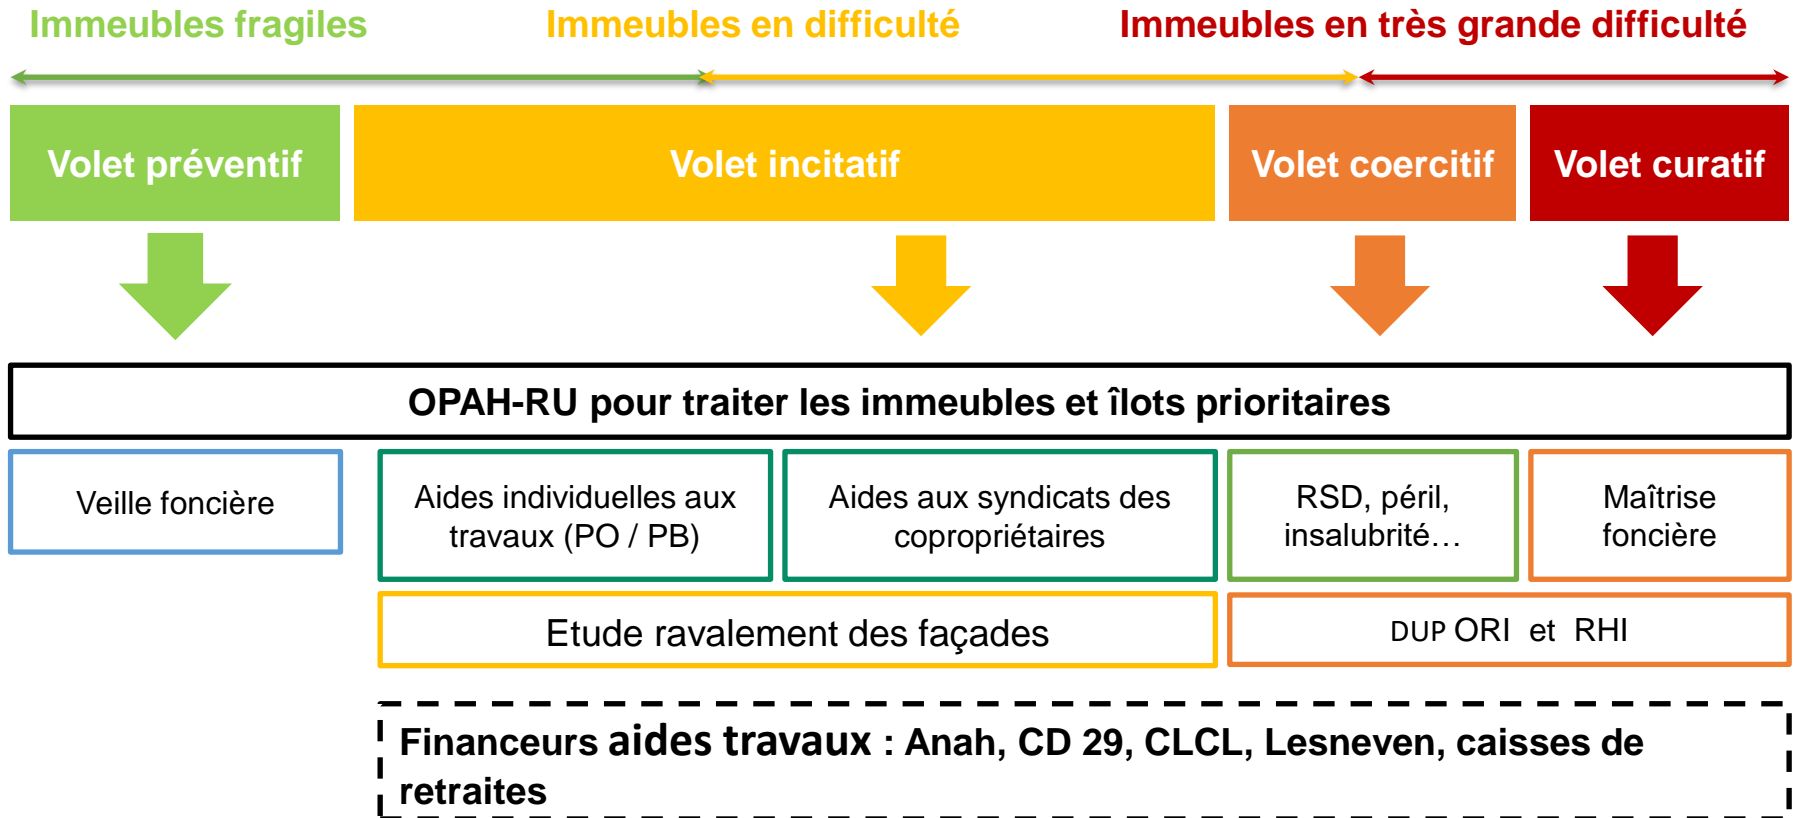 Immeubles fragiles
Immeubles en difficulté
Immeubles en très grande difficulté
Volet préventif
Volet incitatif
Volet coercitif
Volet curatif
OPAH-RU pour traiter les immeubles et îlots prioritaires
Veille foncière
Aides individuelles aux
travaux (PO / PB)
Aides aux syndicats des
copropriétaires
RSD, péril,
insalubrité…
Maîtrise
foncière
Etude ravalement des façades
DUP ORI et RHI
Financeurs aides travaux : Anah, CD 29, CLCL, Lesneven, caisses de
retraites